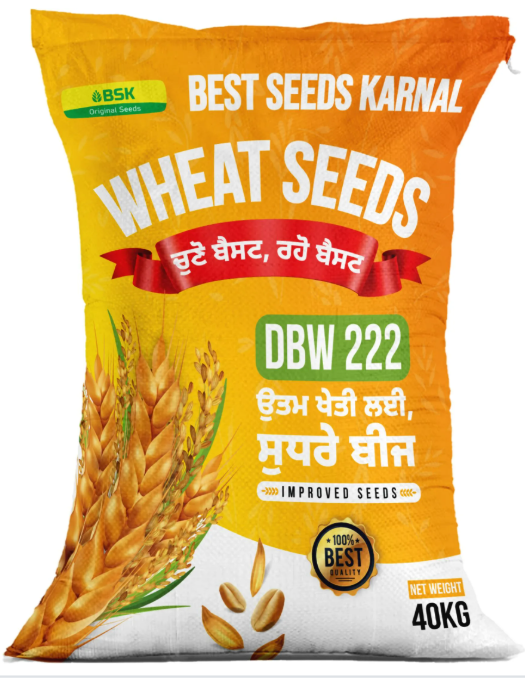 BSK
Original Seeds
BEST SEEDS KARNAL
WHEAT SEEDS
ਚੁਣੋ ਬੈਸਟ, ਰਹੋ ਬੈਸਟ
DBW 222
ਉਤਮ ਖੇਤੀ ਲਈ,
ਸੁਧਰੇ ਬੀਜ
IMPROVED SEEDS
100%
BEST
QUALITY
NET WEIGHT
40KG